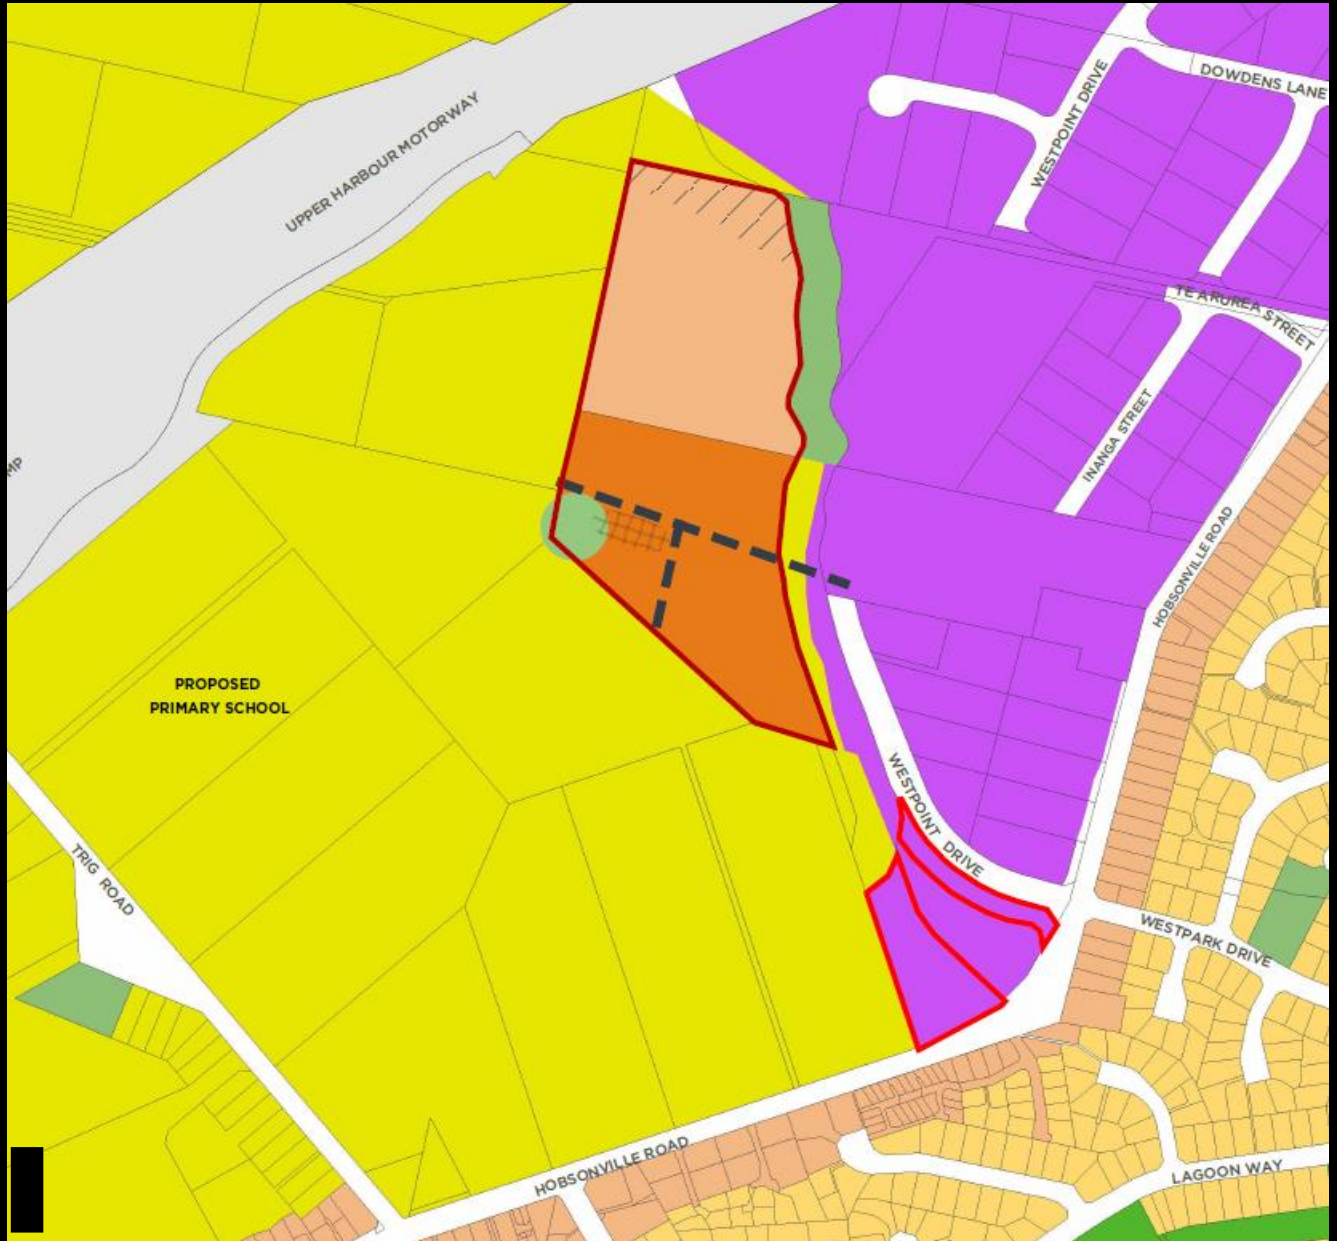 DOWDENS LANE
WESTPOINT DRIVE
UPPER HARBOUR MOTORWAY
TE ARUREA STREET
INANGA STREET
MP
HOBSONVILLE ROAD
PROPOSED
PRIMARY SCHOOL
WESTPOINT DRIVE
TRIG ROAD
WESTPARK DRIVE
HOBSONVILLE ROAD
LAGOON WAY